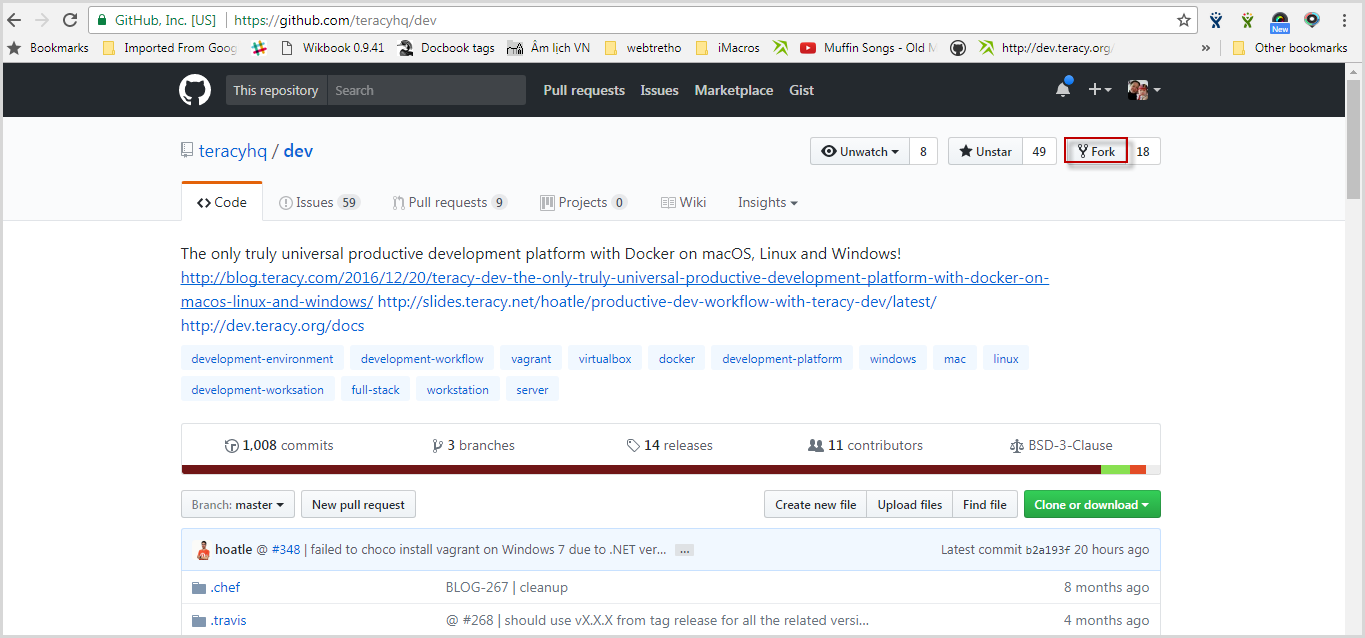 GitHub, Inc. [US] https://github.com/teracyhq/dev
New
Bookmarks Imported From Goog Wikbook 0.9.41 Docbook tags Âm lịch VN webtretho iMacros Muffin Songs - Old M http://dev.teracy.org/ » Other bookmarks
This repository Search Pull requests Issues Marketplace Gist
teracyhq / dev Unwatch 8 Unstar 49 Fork 18
Code Issues 59 Pull requests 9 Projects 0 Wiki Insights
The only truly universal productive development platform with Docker on macOS, Linux and Windows!
http://blog.teracy.com/2016/12/20/teracy-dev-the-only-truly-universal-productive-development-platform-with-docker-on-
macos-linux-and-windows/ http://slides.teracy.net/hoatle/productive-dev-workflow-with-teracy-dev/latest/
http://dev.teracy.org/docs
development-environment development-workflow vagrant virtualbox docker development-platform windows mac linux
development-worksation full-stack workstation server
1,008 commits 3 branches 14 releases 11 contributors BSD-3-Clause
Branch: master New pull request Create new file Upload files Find file Clone or download
hoatle @ #348 | failed to choco install vagrant on Windows 7 due to .NET ver... ... Latest commit b2a193f 20 hours ago
.chef BLOG-267 | cleanup 8 months ago
.travis @ #268 | should use vX.X.X from tag release for all the related versi... 4 months ago